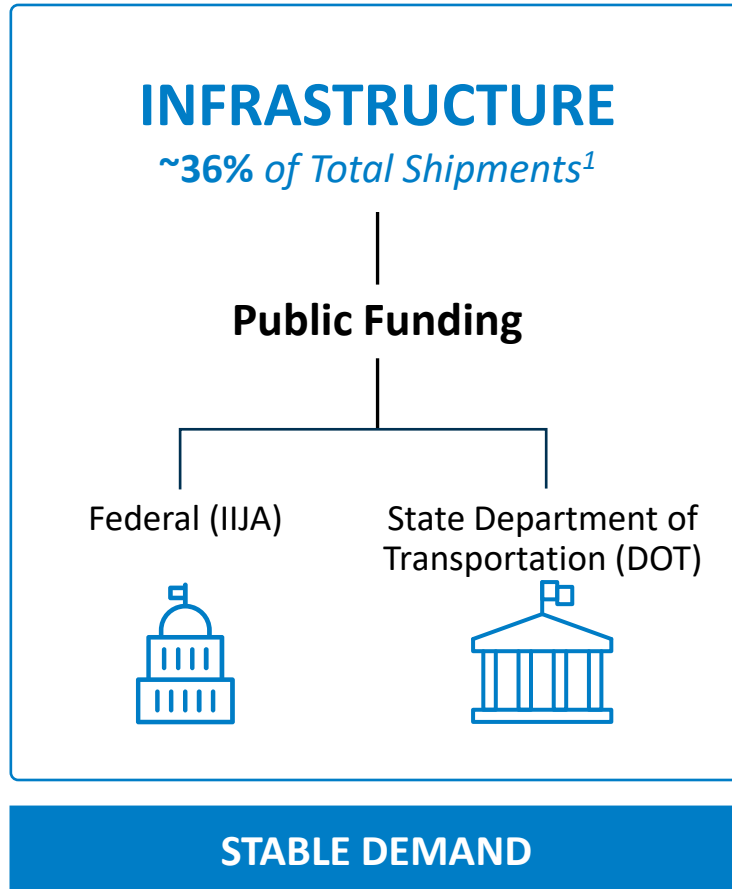 INFRASTRUCTURE
~36% of Total Shipments1
Public Funding
Federal (IIJA)
State Department of
Transportation (DOT)
STABLE DEMAND